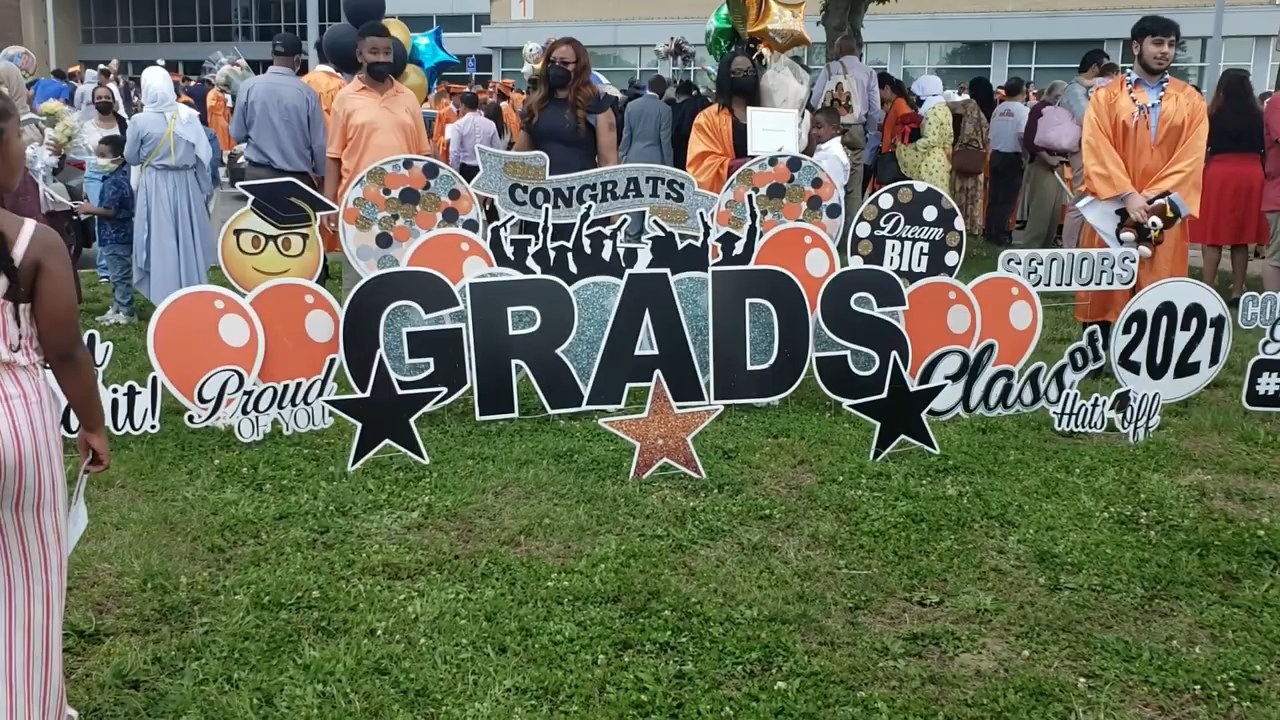 CONGRATS
Dream
BIG
SENIORS
GRADS
2021
Class of
it!
Proud
OF YOU
Hats off
#